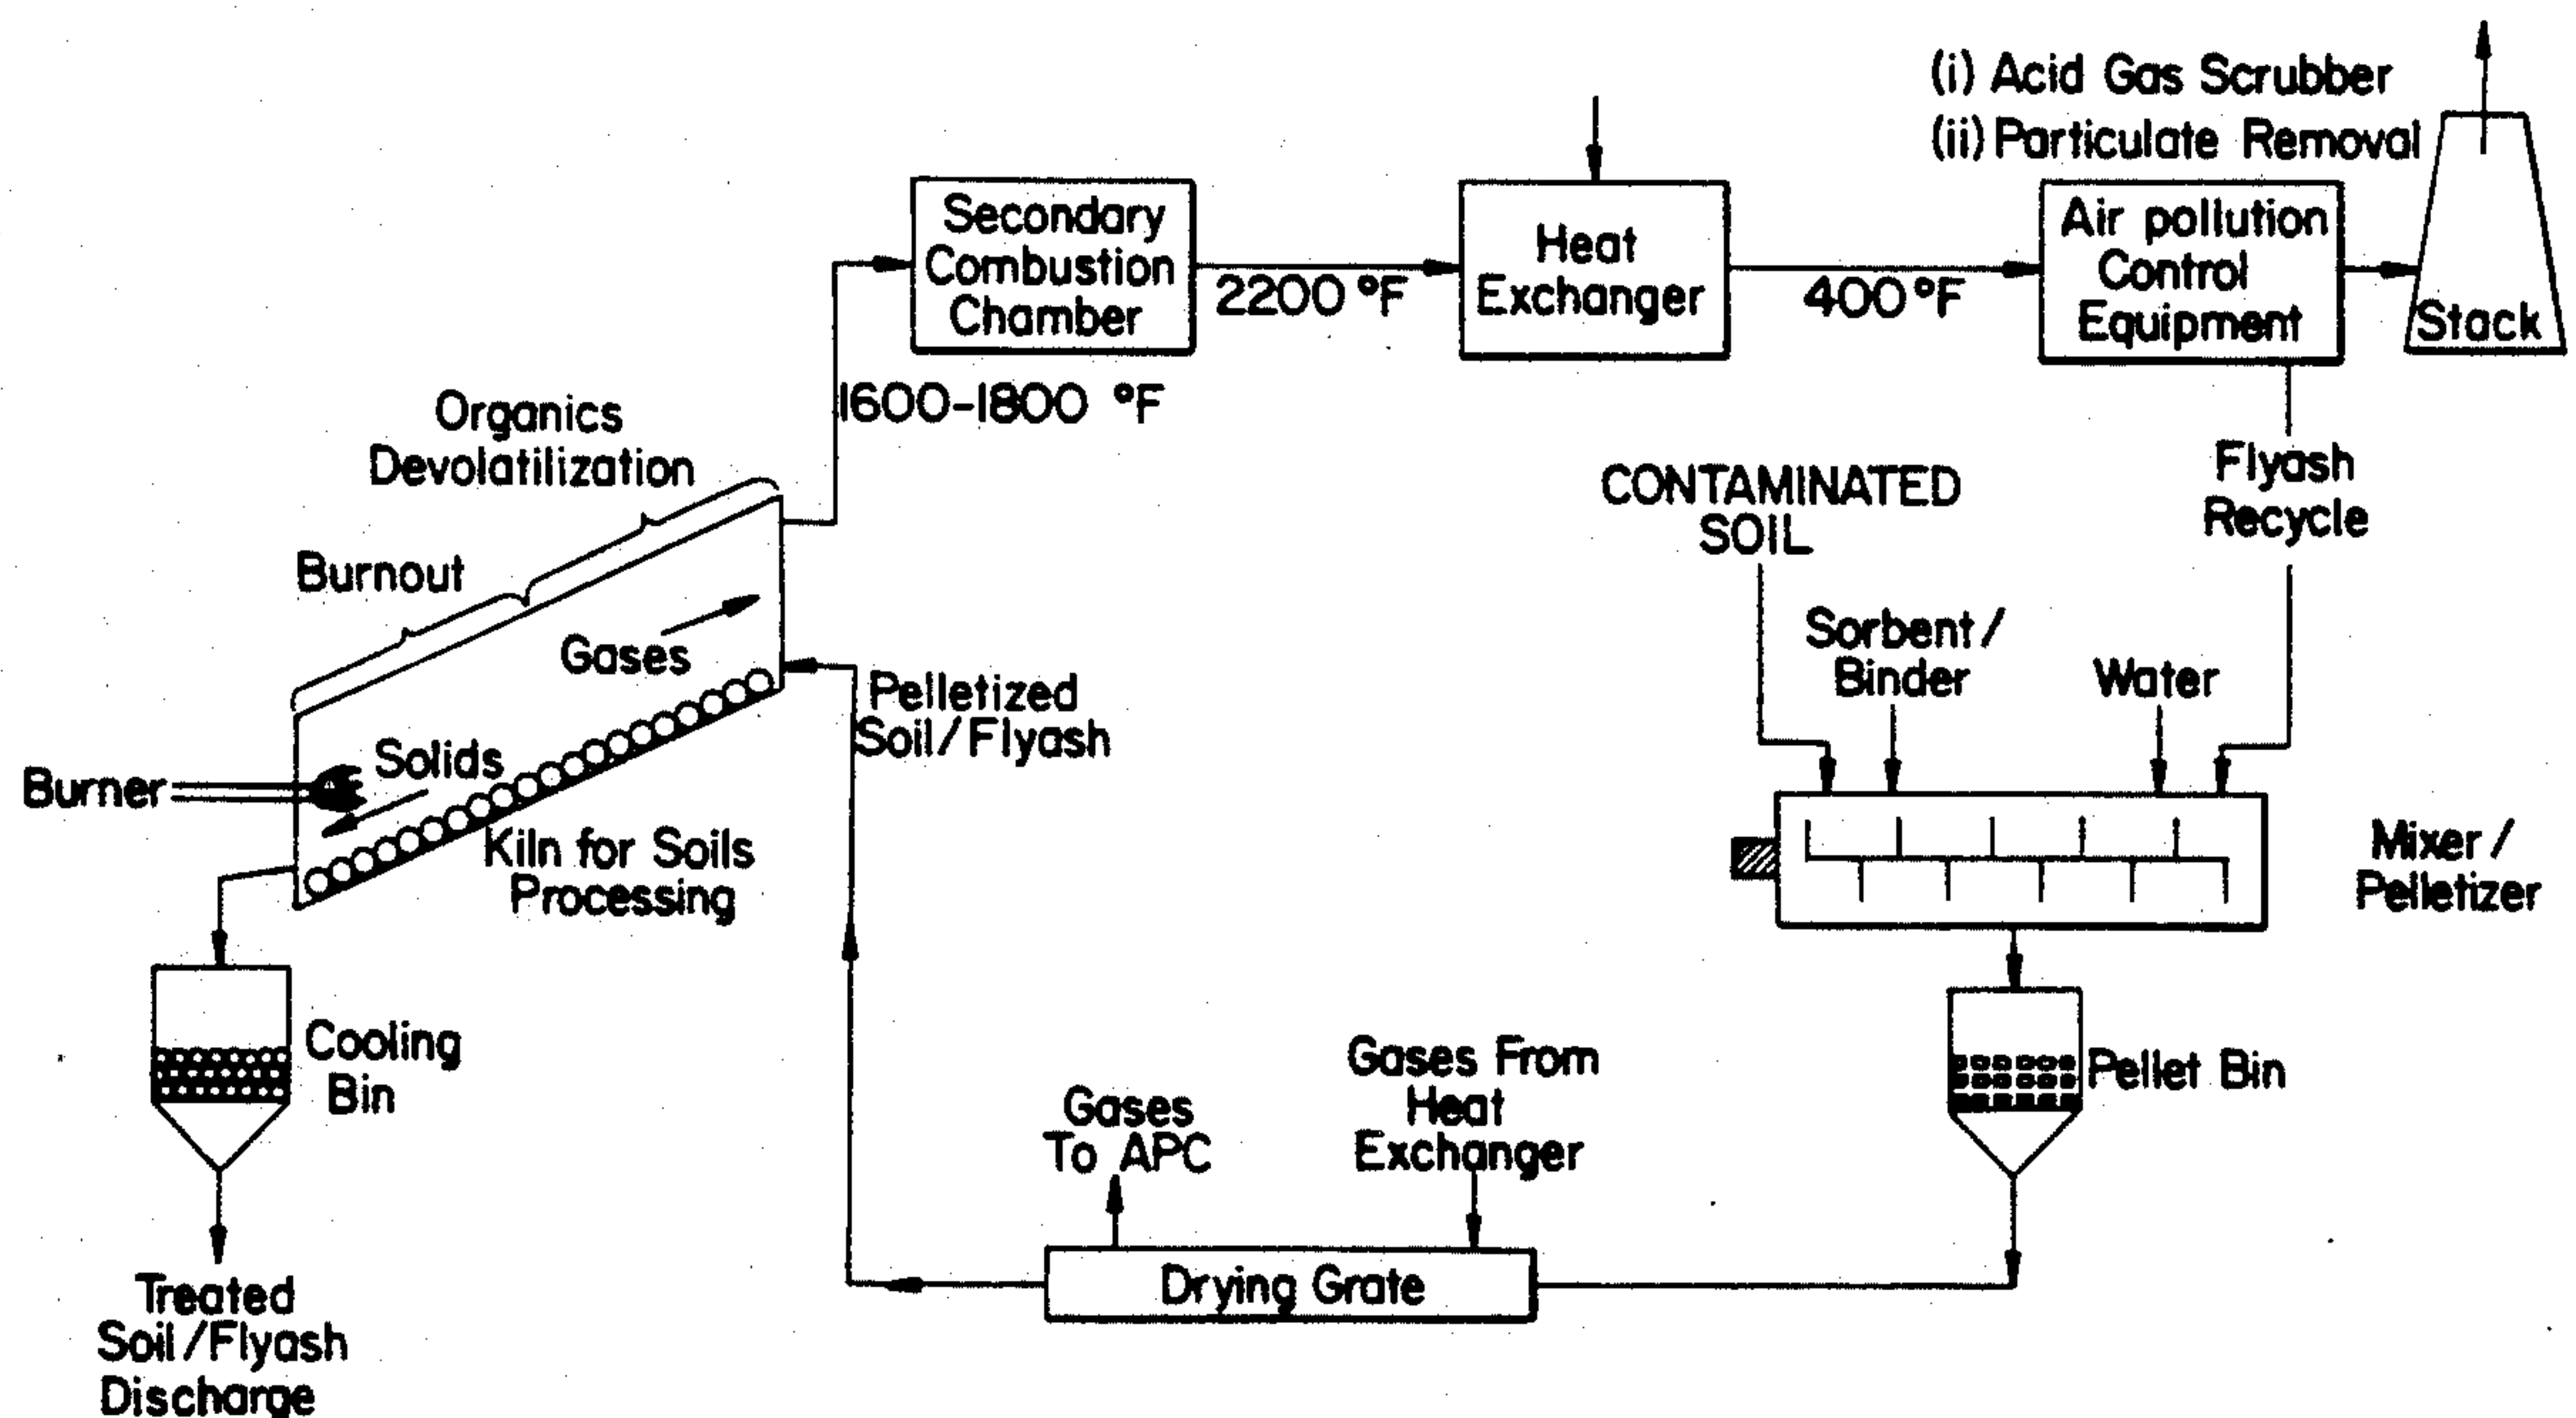 (i) Acid Gas Scrubber
(ii) Particulate Removal
Secondary
Combustion
Chamber
2200 °F
Heat
Exchanger
400 °F
Air pollution
Control
Equipment
Stack
1600-1800 °F
Organics
Devolatilization
Burnout
Gases
Solids
Burner
Kiln for Soils
Processing
Pelletized
Soil/Flyash
CONTAMINATED
SOIL
Sorbent/
Binder
Water
Flyash
Recycle
Mixer/
Pelletizer
Pellet Bin
Gases From
Heat
Exchanger
Gases
To APC
Drying Grate
Cooling
Bin
Treated
Soil/Flyash
Discharge